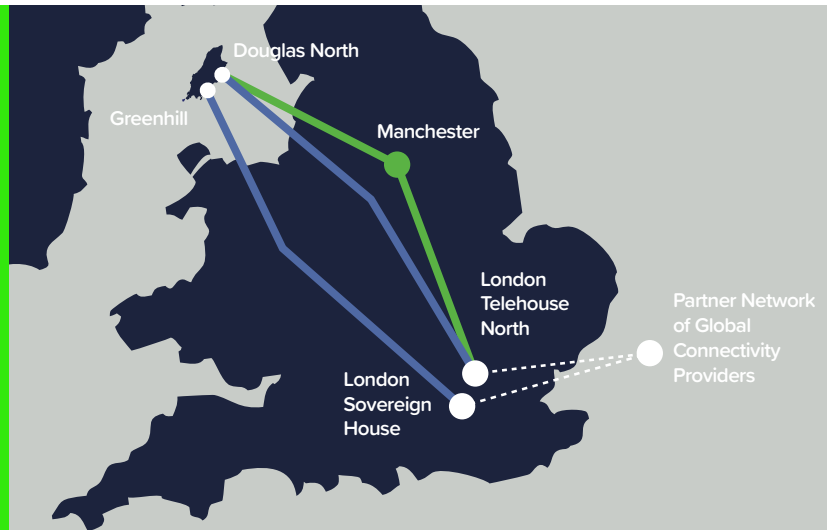 Douglas North
Greenhill
Manchester
London
Telehouse
North
Partner Network
of Global
Connectivity
Providers
London
Sovereign
House